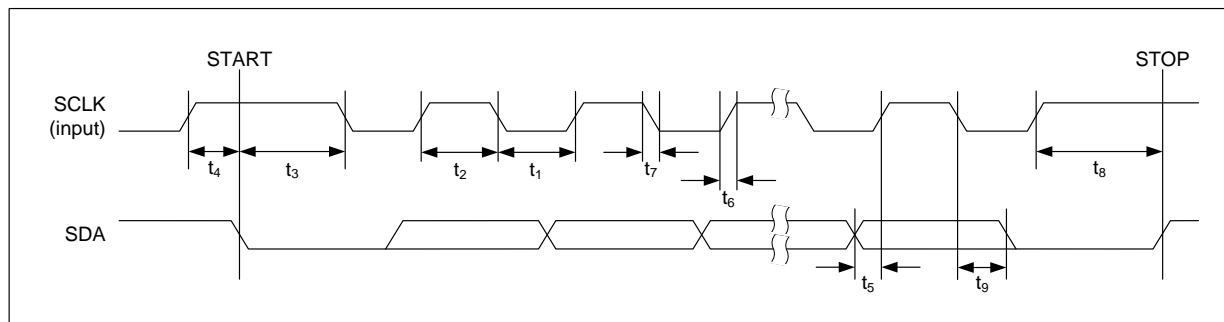 START
STOP
SCLK
(input)
t4
t3
t2
t1
t7
t6
t8
SDA
t5
t9